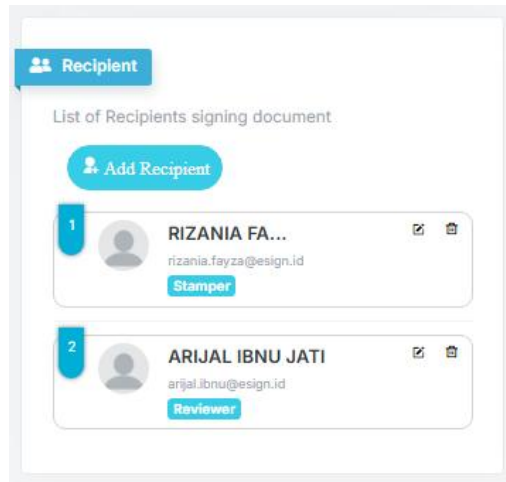 Recipient
List of Recipients signing document
Add Recipient
1
RIZANIA FA...
rizania.fayza@esign.id
Stamper
2
ARIJAL IBNU JATI
arijal.ibnu@esign.id
Reviewer